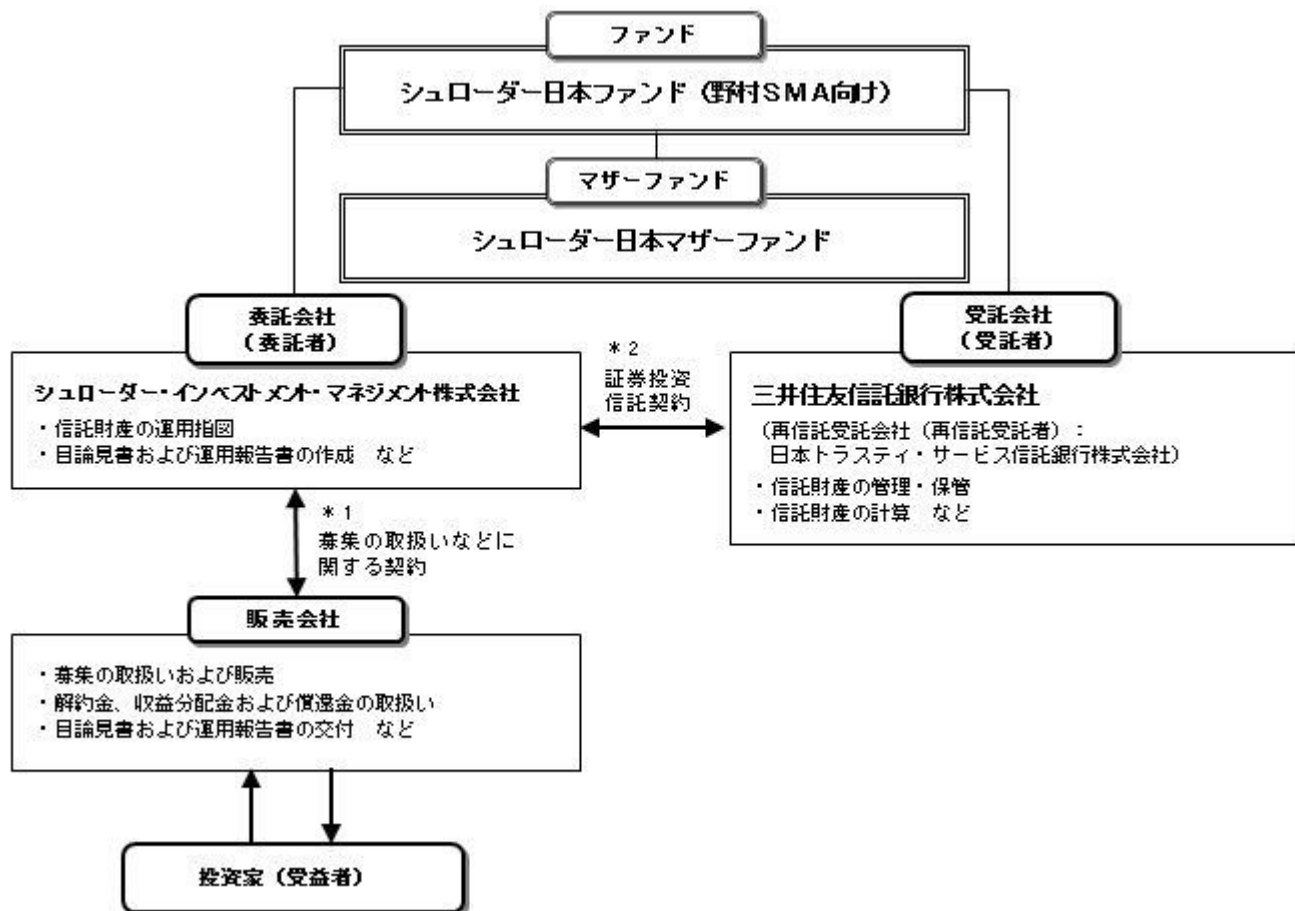 ファンド
シュローダー日本ファンド（野村SMA向け）
マザーファンド
シュローダー日本マザーファンド
委託会社
（委託者）
シュローダー・インベストメント・マネジメント株式会社
・信託財産の運用指図
・目論見書および運用報告書の作成　など
＊2
証券投資
信託契約
受託会社
（受託者）
三井住友信託銀行株式会社
（再信託受託会社（再信託受託者）：
日本トラスティ・サービス信託銀行株式会社）
・信託財産の管理・保管
・信託財産の計算　など
＊1
募集の取扱いなどに
関する契約
販売会社
・募集の取扱いおよび販売
・解約金、収益分配金および償還金の取扱い
・目論見書および運用報告書の交付　など
投資家（受益者）